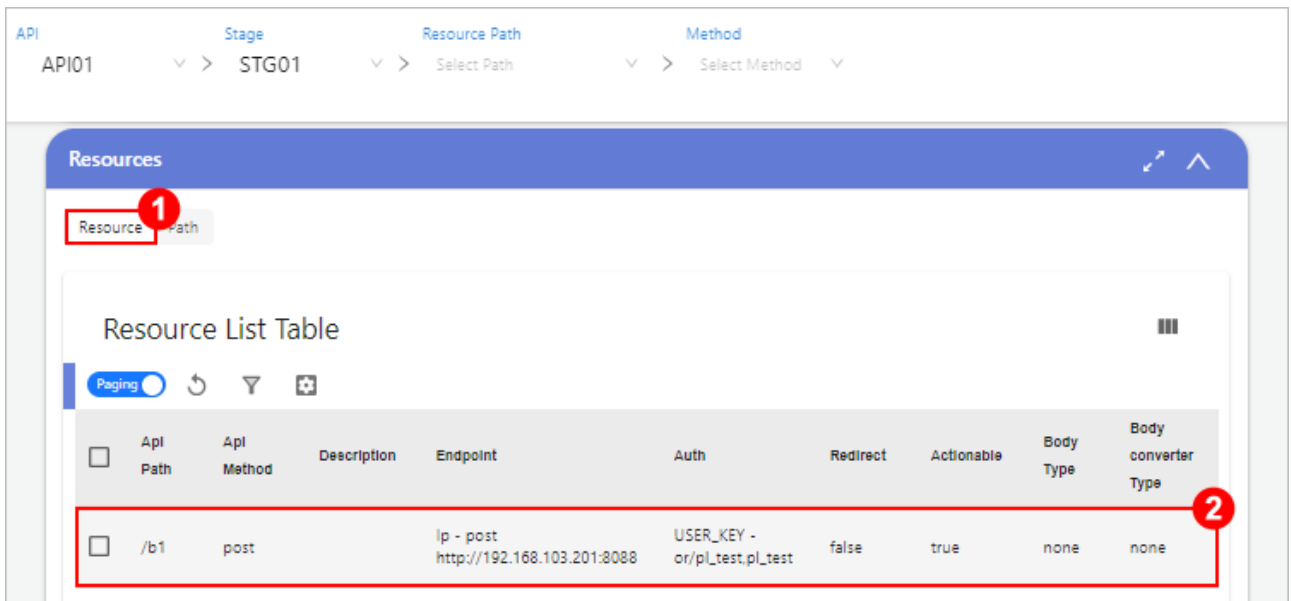 API Stage Resource Path Method
API01 > STG01 > Select Path > Select Method
Resources
1
Resource Path
Resource List Table
Paging
Api Path
Api Method
Description
Endpoint
Auth
Redirect
Actionable
Body Type
Body converter Type
2
/b1
post
Ip - post
http://192.168.103.201:8088
USER_KEY -
or/pl_test,pl_test
false
true
none
none